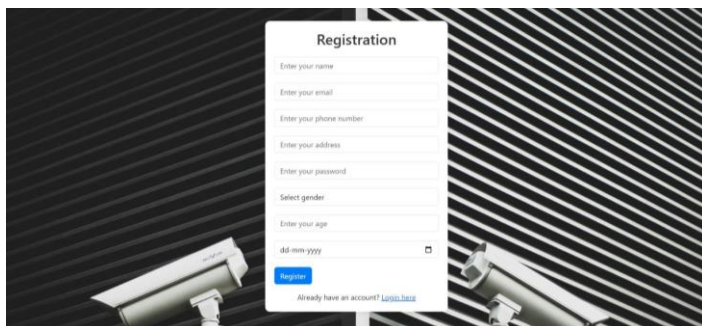 Registration
Enter your name
Enter your email
Enter your phone number
Enter your address
Enter your password
Select gender
Enter your age
dd-mm-yyyy
Register
Already have an account? Login here